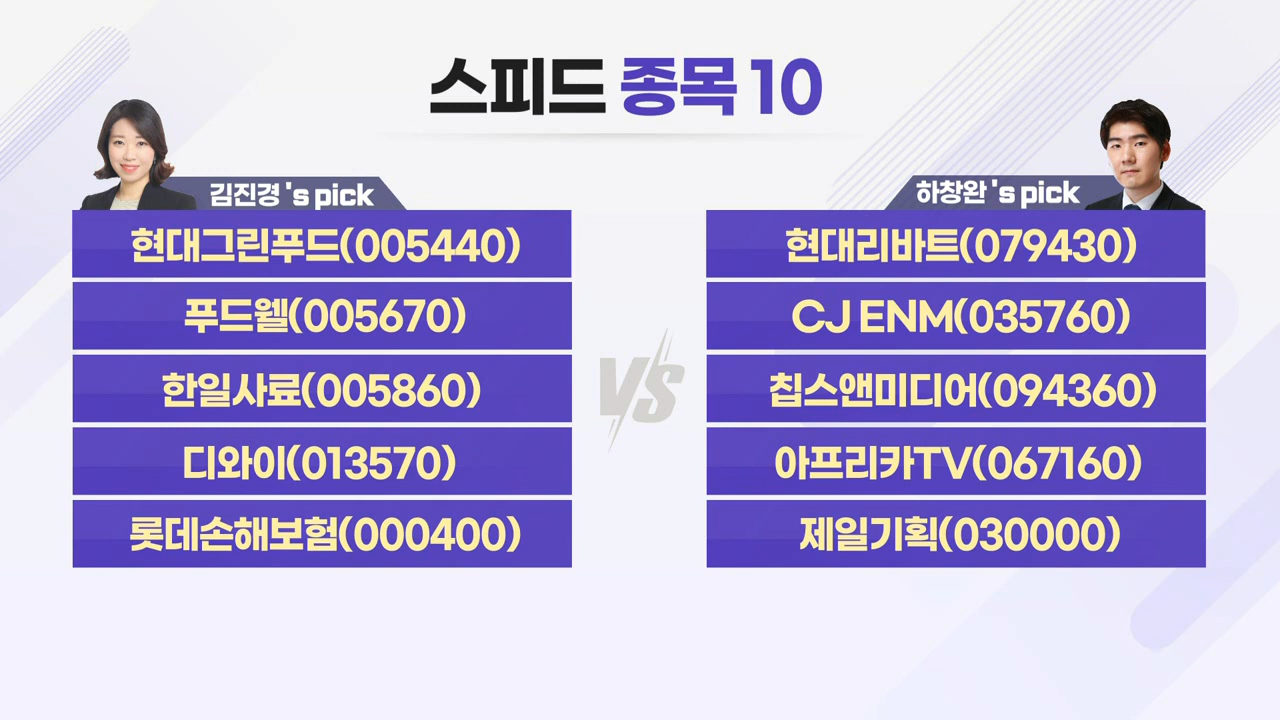 스피드 종목 10
김진경 's pick
현대그린푸드(005440)
푸드웰(005670)
한일사료(005860)
디와이(013570)
롯데손해보험(000400)
VS
하창완 's pick
현대리바트(079430)
CJ ENM(035760)
칩스앤미디어(094360)
아프리카TV(067160)
제일기획(030000)